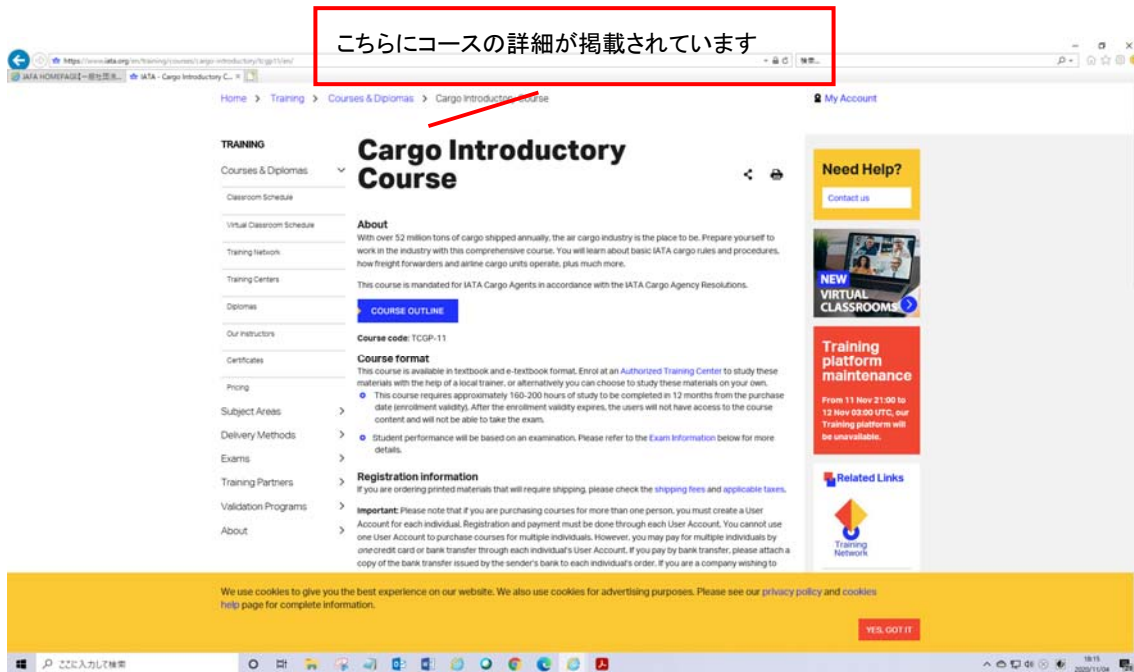 こちらにコースの詳細が掲載されています
https://www.iata.org/en/training/courses/cargo-introductory/tcgp11/en/
検索...
IATA - Cargo Introductory C...
Home > Training > Courses & Diplomas > Cargo Introductory Course
My Account
TRAINING
Courses & Diplomas
Classroom Schedule
Virtual Classroom Schedule
Training Network
Training Centers
Diplomas
Our Instructors
Certificates
Pricing
Subject Areas
Delivery Methods
Exams
Training Partners
Validation Programs
About
Cargo Introductory
Course
About
With over 52 million tons of cargo shipped annually, the air cargo industry is the place to be. Prepare yourself to
work in the industry with this comprehensive course. You will learn about basic IATA cargo rules and procedures,
how freight forwarders and airline cargo units operate, plus much more.
This course is mandated for IATA Cargo Agents in accordance with the IATA Cargo Agency Resolutions.
COURSE OUTLINE
Course code: TCGP-11
Course format
This course is available in textbook and e-textbook format. Enrol at an Authorized Training Center to study these
materials with the help of a local trainer, or alternatively you can choose to study these materials on your own.
This course requires approximately 160-200 hours of study to be completed in 12 months from the purchase
date (enrollment validity). After the enrollment validity expires, the users will not have access to the course
content and will not be able to take the exam.
Student performance will be based on an examination. Please refer to the Exam Information below for more
details.
Registration information
If you are ordering printed materials that will require shipping, please check the shipping fees and applicable taxes.
Important: Please note that if you are purchasing courses for more than one person, you must create a User
Account for each individual. Registration and payment must be done through each User Account. You cannot use
one User Account to purchase courses for multiple individuals. However, you may pay for multiple individuals by
one credit card or bank transfer through each individual's User Account. If you pay by bank transfer, please attach a
copy of the bank transfer issued by the sender's bank to each individual's order. If you are a company wishing to
Need Help?
Contact us
NEW
VIRTUAL
CLASSROOMS
Training
platform
maintenance
From 11 Nov 21:00 to
12 Nov 03:00 UTC, our
Training platform will
be unavailable.
Related Links
Training
Network
We use cookies to give you the best experience on our website. We also use cookies for advertising purposes. Please see our privacy policy and cookies
help page for complete information.
YES, GOT IT
ここに入力して検索
18:15
2020/11/04